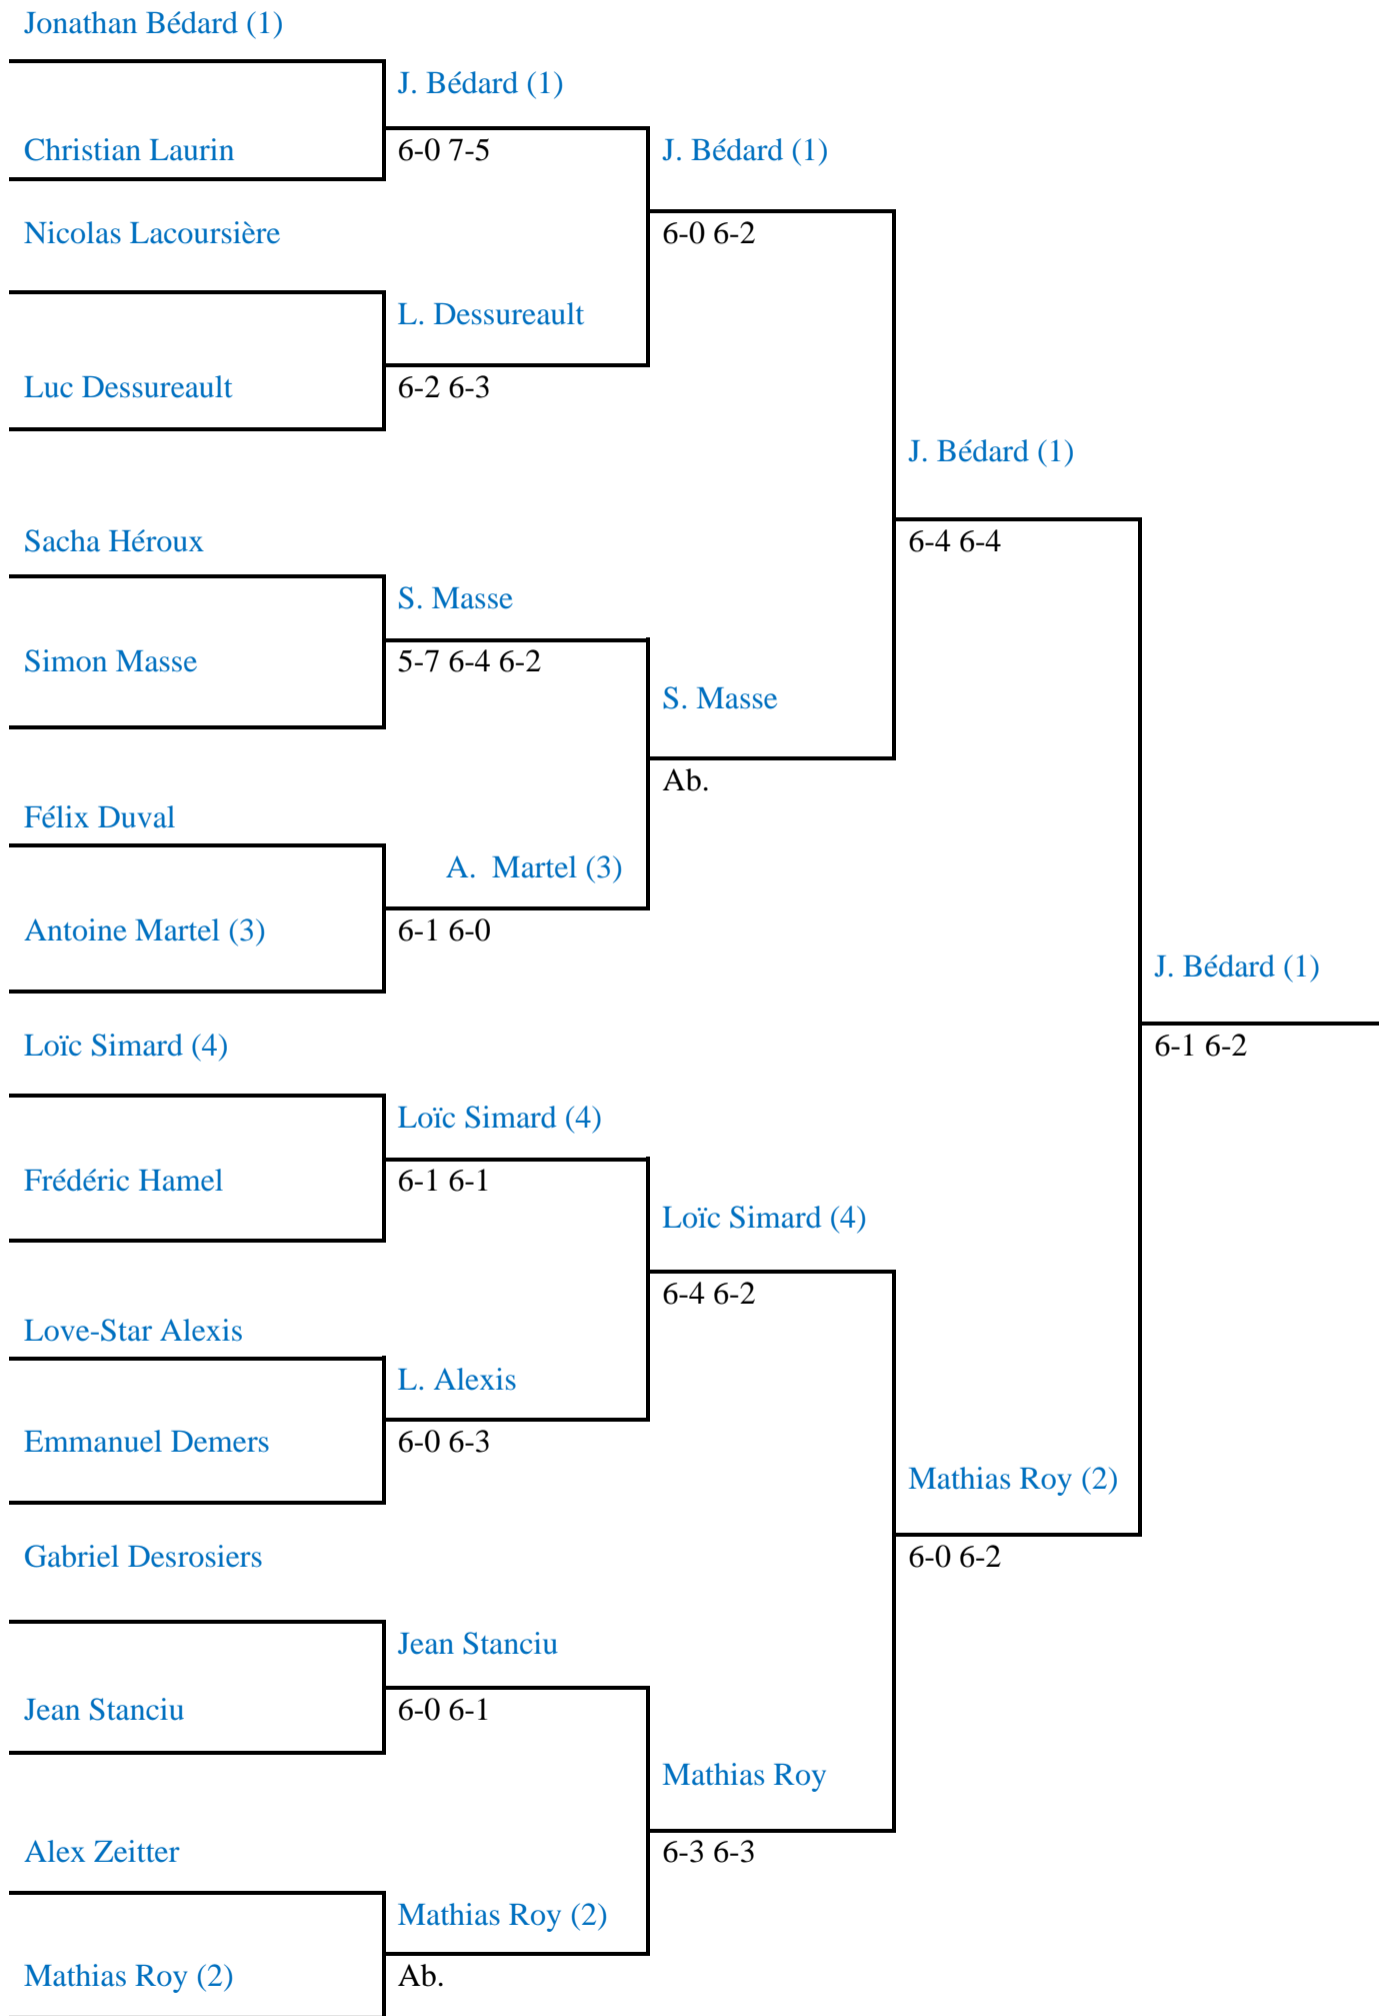 Jonathan Bédard (1)
J. Bédard (1)
Christian Laurin
6-0 7-5
J. Bédard (1)
Nicolas Lacoursière
6-0 6-2
L. Dessureault
Luc Dessureault
6-2 6-3
J. Bédard (1)
Sacha Héroux
6-4 6-4
S. Masse
Simon Masse
5-7 6-4 6-2
S. Masse
Ab.
Félix Duval
A. Martel (3)
Antoine Martel (3)
6-1 6-0
J. Bédard (1)
Loïc Simard (4)
6-1 6-2
Loïc Simard (4)
Frédéric Hamel
6-1 6-1
Loïc Simard (4)
6-4 6-2
Love-Star Alexis
L. Alexis
Emmanuel Demers
6-0 6-3
Mathias Roy (2)
Gabriel Desrosiers
6-0 6-2
Jean Stanciu
Jean Stanciu
6-0 6-1
Mathias Roy
Alex Zeitter
6-3 6-3
Mathias Roy (2)
Mathias Roy (2)
Ab.